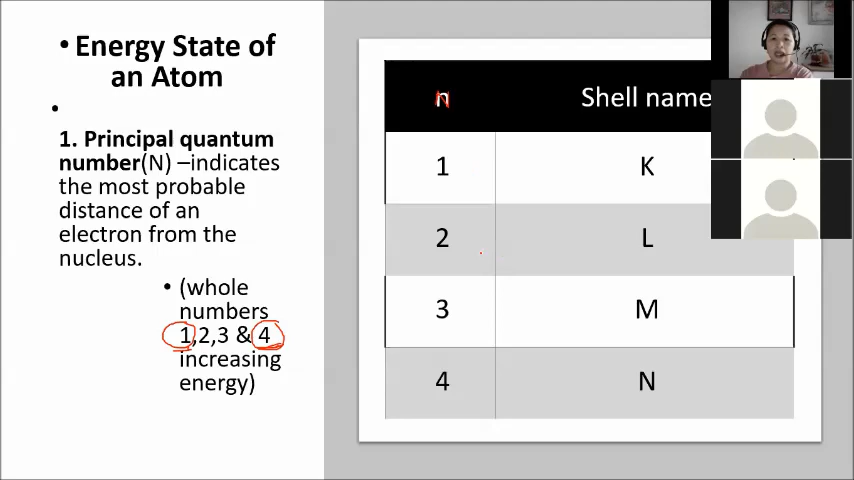 • Energy State of
an Atom
•
1. Principal quantum
number(N) –indicates
the most probable
distance of an
electron from the
nucleus.
• (whole
numbers
1,2,3 & 4
increasing
energy)
n Shell name
1 K
2 L
3 M
4 N